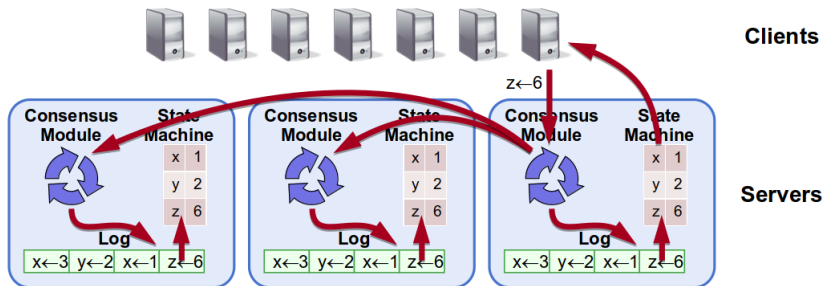 Clients
z←6
Consensus Module
State Machine
Consensus Module
State Machine
Consensus Module
State Machine
x 1
x 1
x 1
y 2
y 2
y 2
Servers
z 6
z 6
z 6
Log
Log
Log
x←3 y←2 x←1 z←6
x←3 y←2 x←1 z←6
x←3 y←2 x←1 z←6